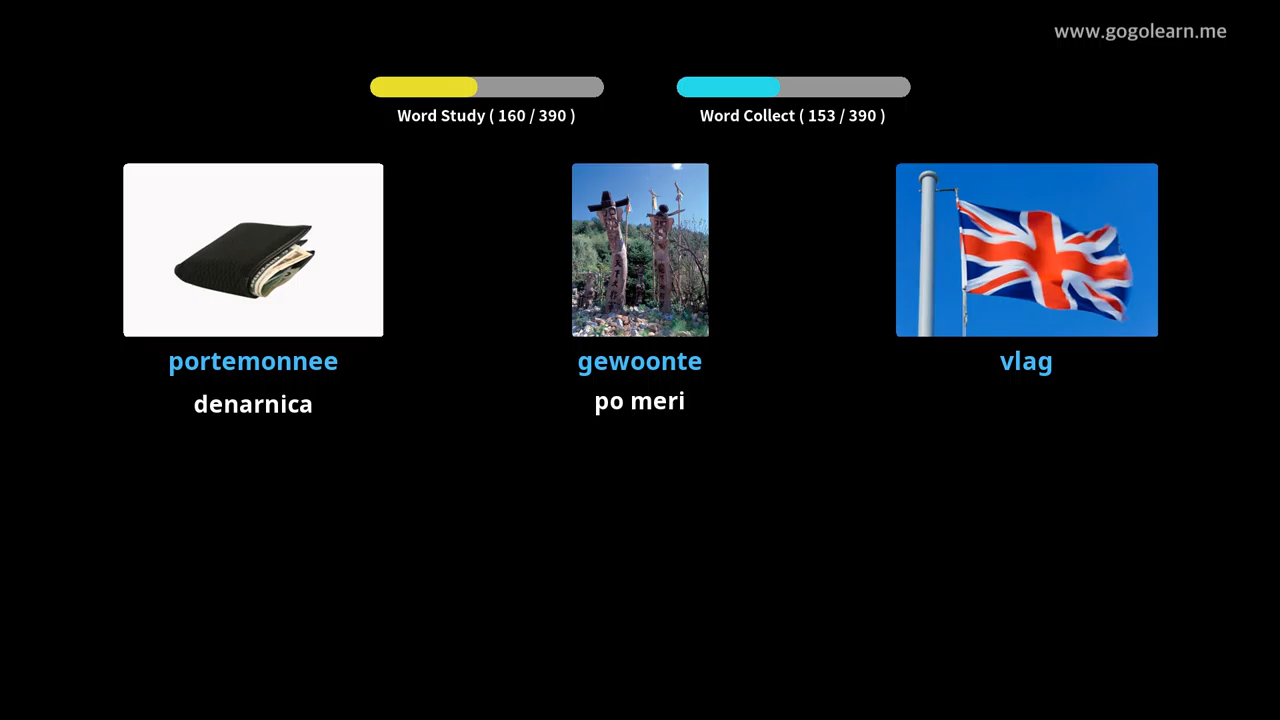 www.gogolearn.me
Word Study ( 160 / 390 )
Word Collect ( 153 / 390 )
portemonnee
gewoonte
vlag
denarnica
po meri